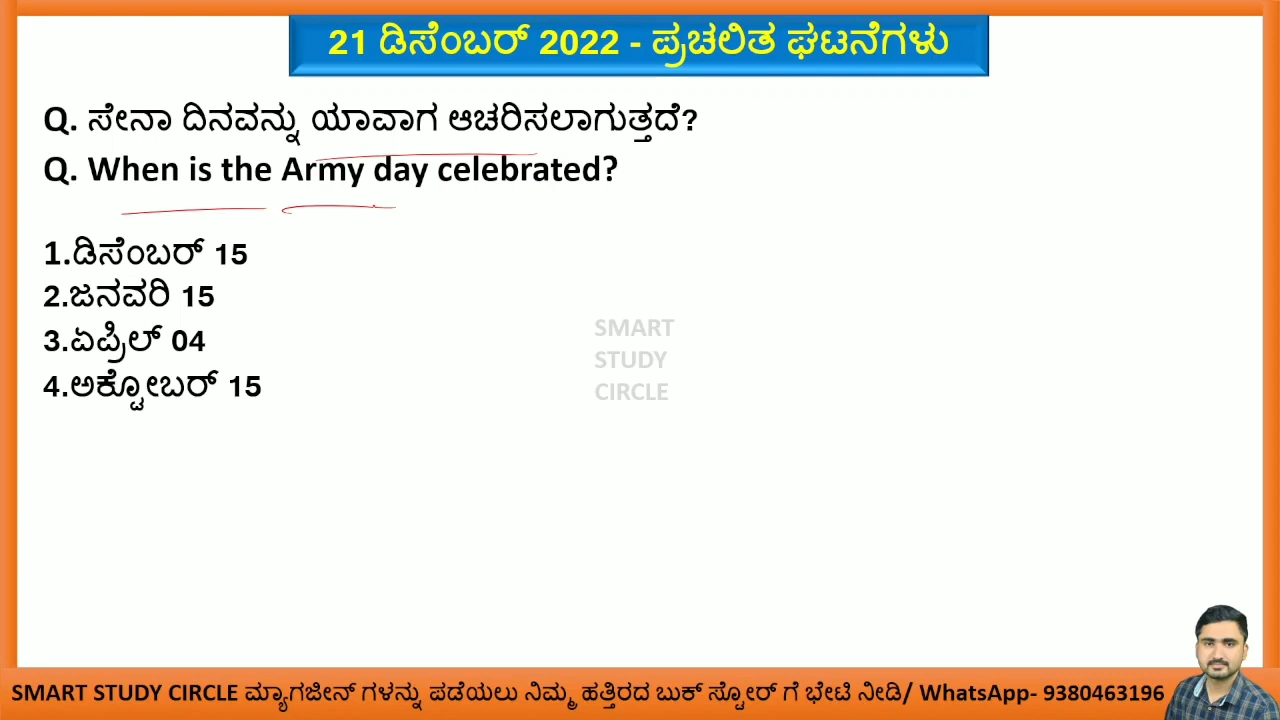 21 ಡಿಸೆಂಬರ್ 2022 - ಪ್ರಚಲಿತ ಘಟನೆಗಳು
Q. ಸೇನಾ ದಿನವನ್ನು ಯಾವಾಗ ಆಚರಿಸಲಾಗುತ್ತದೆ?
Q. When is the Army day celebrated?
1.ಡಿಸೆಂಬರ್ 15
2.ಜನವರಿ 15
3.ಏಪ್ರಿಲ್ 04
4.ಅಕ್ಟೋಬರ್ 15
SMART
STUDY
CIRCLE
SMART STUDY CIRCLE ಮ್ಯಾಗಜೀನ್ ಗಳನ್ನು ಪಡೆಯಲು ನಿಮ್ಮ ಹತ್ತಿರದ ಬುಕ್ ಸ್ಟೋರ್ ಗೆ ಭೇಟಿ ನೀಡಿ/ WhatsApp- 9380463196